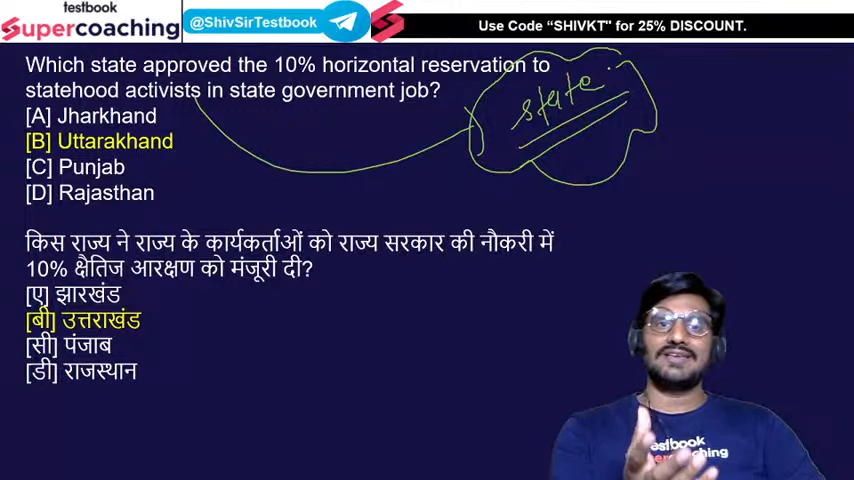 testbook
Supercoaching
@ShivSirTestbook
Use Code “SHIVKT" for 25% DISCOUNT.
Which state approved the 10% horizontal reservation to
statehood activists in state government job?
state.
[A] Jharkhand
[B] Uttarakhand
[C] Punjab
[D] Rajasthan
किस राज्य ने राज्य के कार्यकर्ताओं को राज्य सरकार की नौकरी में
10% क्षैतिज आरक्षण को मंजूरी दी?
[ए] झारखंड
[बी] उत्तराखंड
[सी] पंजाब
[डी] राजस्थान
testbook
supercoaching